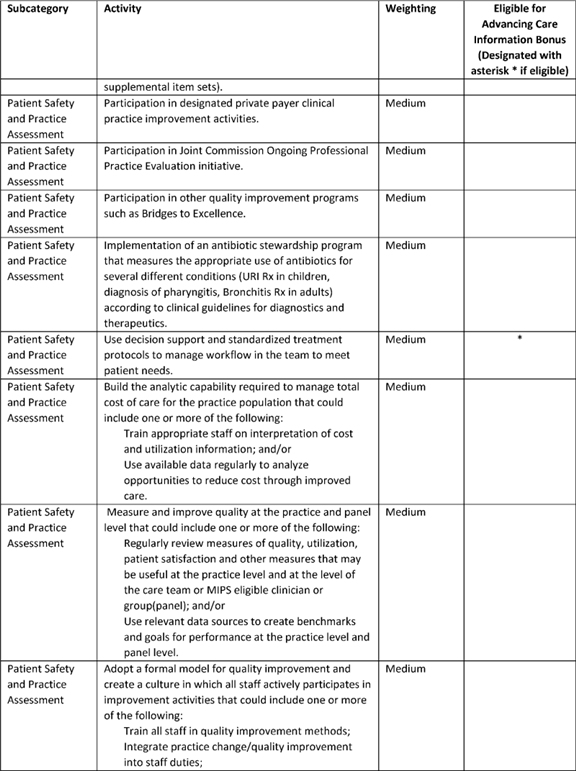 Subcategory Activity Weighting Eligible for
Advancing Care
Information Bonus
(Designated with
asterisk * if eligible)
supplemental item sets).
Patient Safety
and Practice
Assessment
Participation in designated private payer clinical
practice improvement activities.
Medium
Patient Safety
and Practice
Assessment
Participation in Joint Commission Ongoing Professional
Practice Evaluation initiative.
Medium
Patient Safety
and Practice
Assessment
Participation in other quality improvement programs
such as Bridges to Excellence.
Medium
Patient Safety
and Practice
Assessment
Implementation of an antibiotic stewardship program
that measures the appropriate use of antibiotics for
several different conditions (URI Rx in children,
diagnosis of pharyngitis, Bronchitis Rx in adults)
according to clinical guidelines for diagnostics and
therapeutics.
Medium
Patient Safety
and Practice
Assessment
Use decision support and standardized treatment
protocols to manage workflow in the team to meet
patient needs.
Medium
*
Patient Safety
and Practice
Assessment
Build the analytic capability required to manage total
cost of care for the practice population that could
include one or more of the following:
Train appropriate staff on interpretation of cost
and utilization information; and/or
Use available data regularly to analyze
opportunities to reduce cost through improved
care.
Medium
Patient Safety
and Practice
Assessment
Measure and improve quality at the practice and panel
level that could include one or more of the following:
Regularly review measures of quality, utilization,
patient satisfaction and other measures that may
be useful at the practice level and at the level of
the care team or MIPS eligible clinician or
group(panel); and/or
Use relevant data sources to create benchmarks
and goals for performance at the practice level and
panel level.
Medium
Patient Safety
and Practice
Assessment
Adopt a formal model for quality improvement and
create a culture in which all staff actively participates in
improvement activities that could include one or more
of the following:
Train all staff in quality improvement methods;
Integrate practice change/quality improvement
into staff duties;
Medium